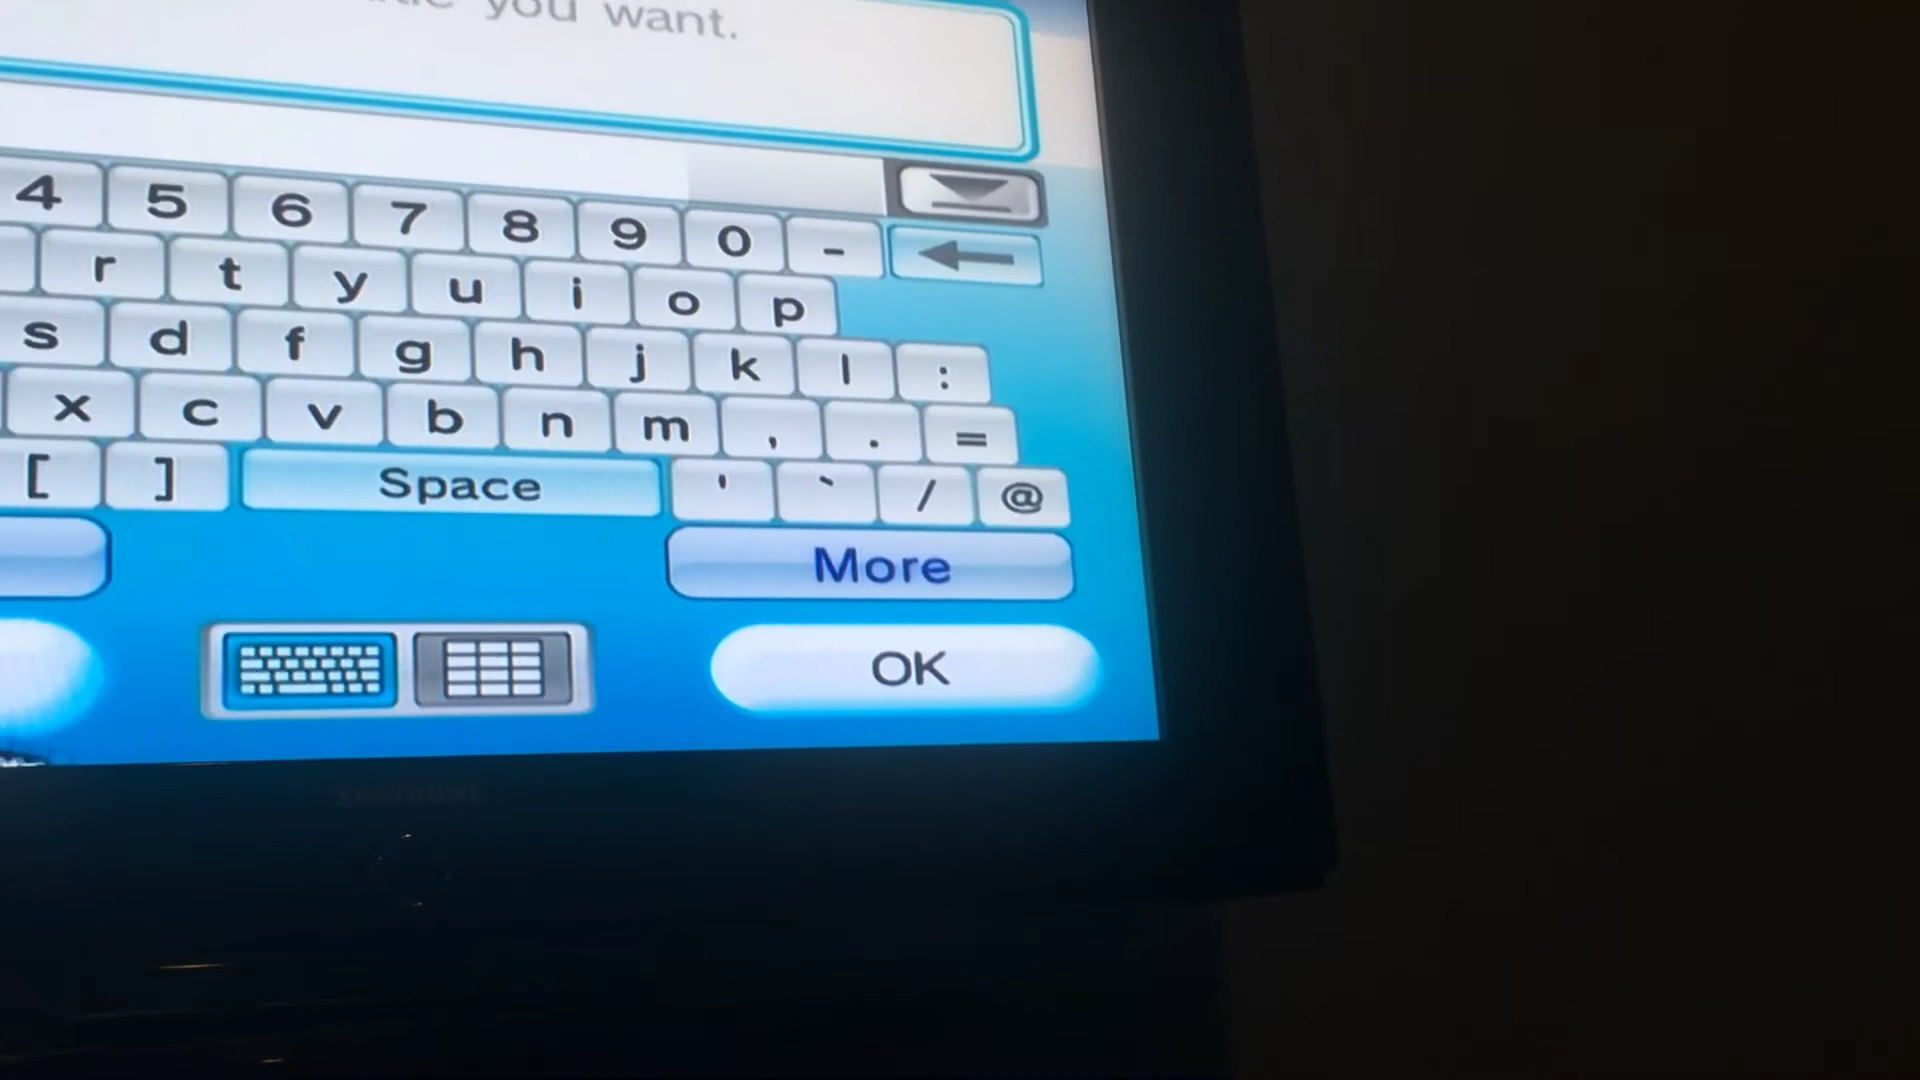 you want.
4 5 6 7 8 9 0 -
r t y u i o p
s d f g h j k l :
x c v b n m , . =
[ ] Space ' ` / @
More
OK